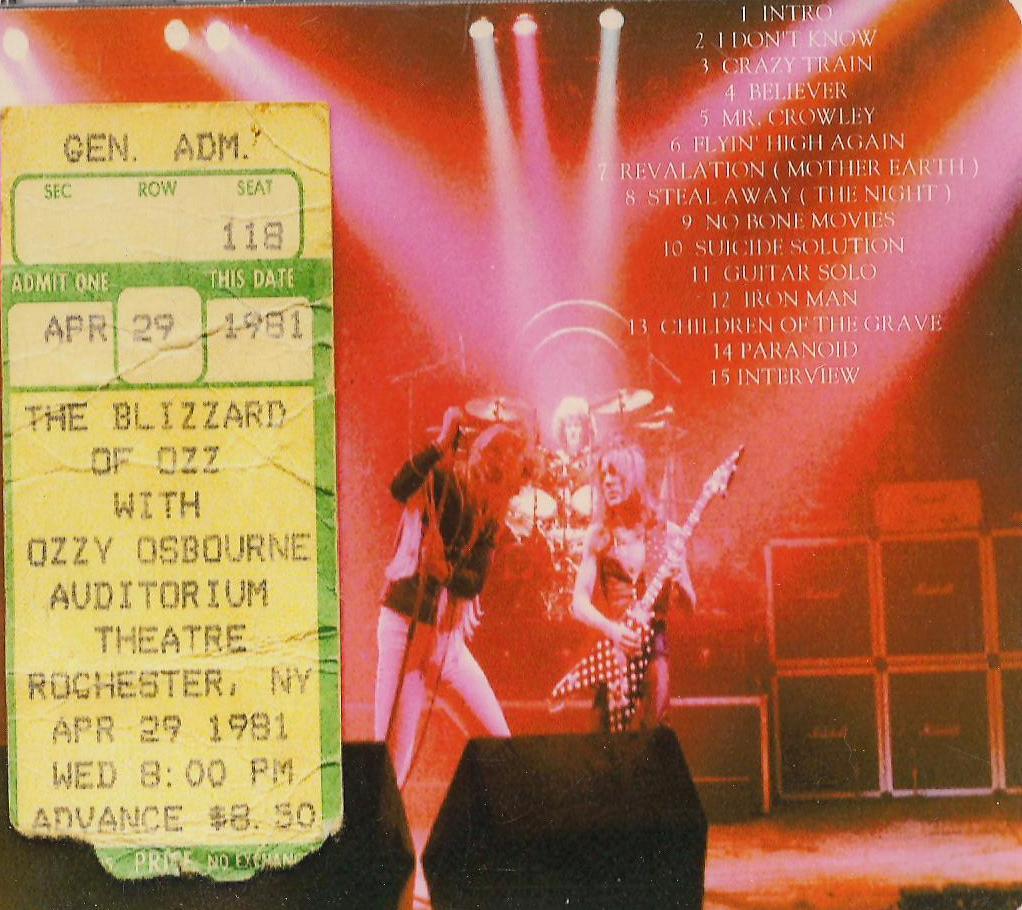 GEN. ADM.
SEC ROW SEAT
118
ADMIT ONE THIS DATE
APR 29 1981
THE BLIZZARD
OF OZZ
WITH
OZZY OSBOURNE
AUDITORIUM
THEATRE
ROCHESTER, NY
APR 29 1981
WED 8:00 PM
ADVANCE $8.50
PRICE NO EXCHAN
1 INTRO
2 I DON'T KNOW
3 CRAZY TRAIN
4 BELIEVER
5 MR. CROWLEY
6 FLYIN' HIGH AGAIN
7 REVALATION ( MOTHER EARTH )
8 STEAL AWAY ( THE NIGHT )
9 NO BONE MOVIES
10 SUICIDE SOLUTION
11 GUITAR SOLO
12 IRON MAN
13 CHILDREN OF THE GRAVE
14 PARANOID
15 INTERVIEW